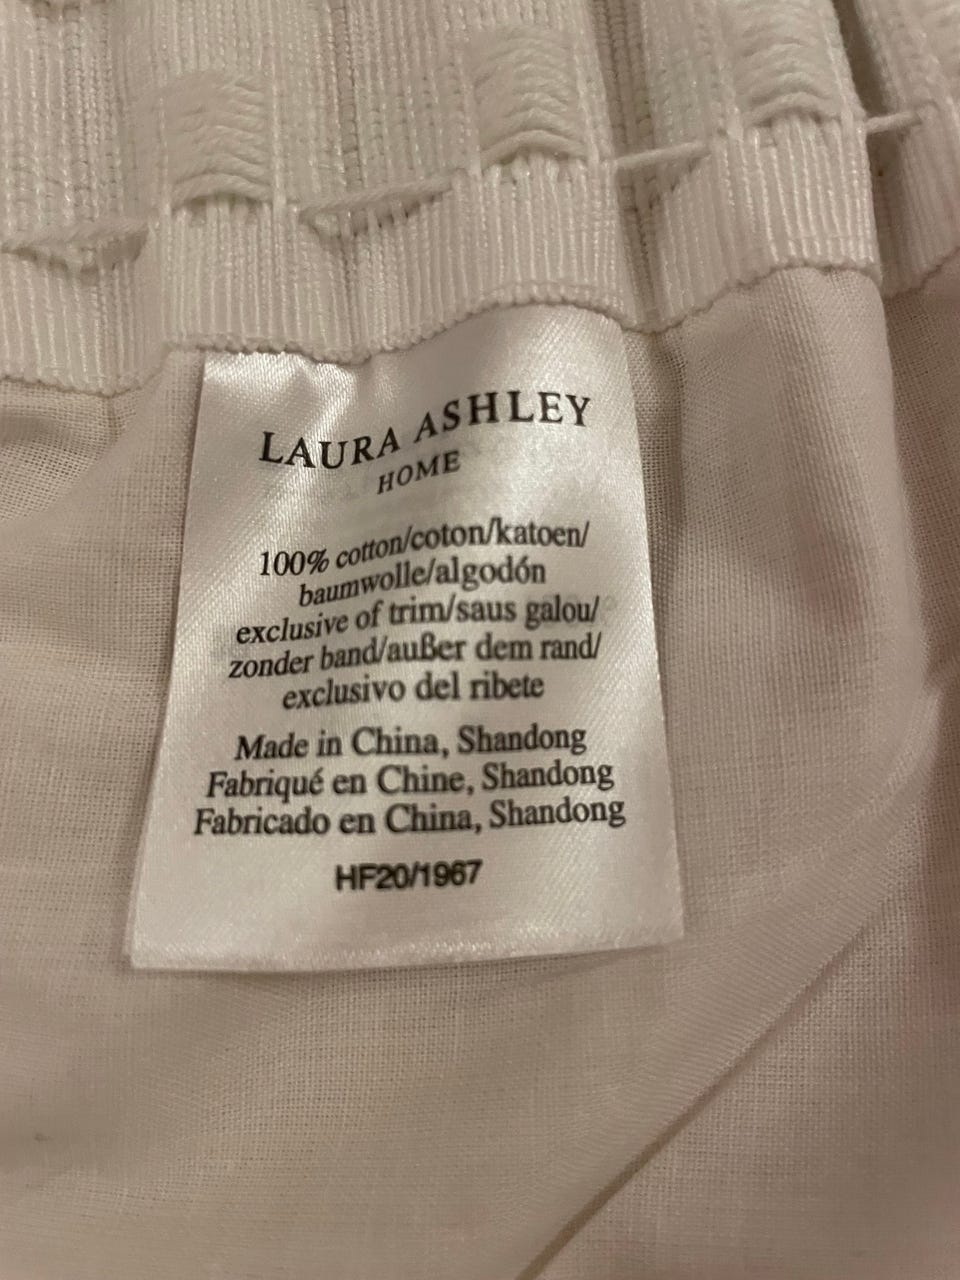 LAURA ASHLEY
HOME
100% cotton/coton/katoen/
baumwolle/algodón
exclusive of trim/saus galou/
zonder band/außer dem rand/
exclusivo del ribete
Made in China, Shandong
Fabriqué en Chine, Shandong
Fabricado en China, Shandong
HF20/1967